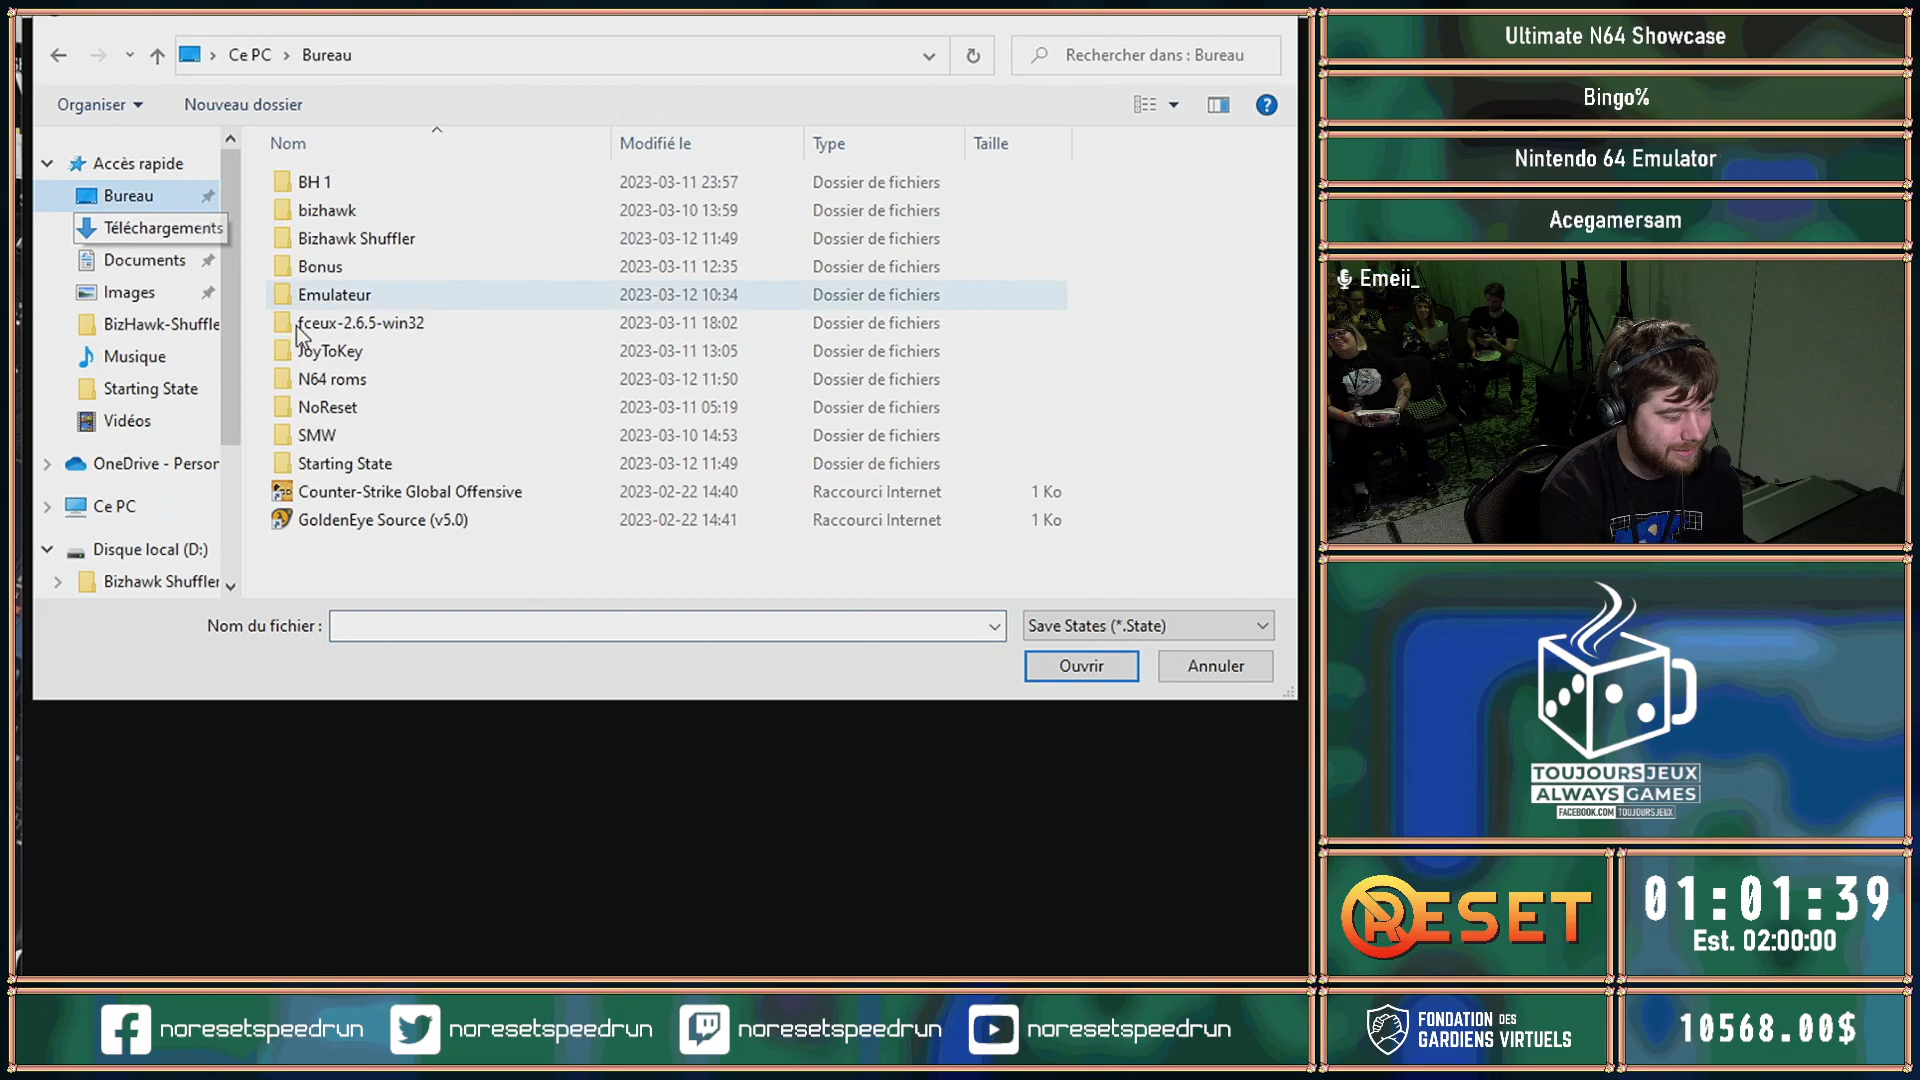 Ce PC
Bureau
Rechercher dans : Bureau
Organiser
Nouveau dossier
Nom
Modifié le
Type
Taille
Accès rapide
Bureau
Téléchargements
Documents
Images
BizHawk-Shuffle
Musique
Starting State
Vidéos
OneDrive - Person
Ce PC
Disque local (D:)
Bizhawk Shuffler
BH 1 2023-03-11 23:57 Dossier de fichiers
bizhawk 2023-03-10 13:59 Dossier de fichiers
Bizhawk Shuffler 2023-03-12 11:49 Dossier de fichiers
Bonus 2023-03-11 12:35 Dossier de fichiers
Emulateur 2023-03-12 10:34 Dossier de fichiers
fceux-2.6.5-win32 2023-03-11 18:02 Dossier de fichiers
JoyToKey 2023-03-11 13:05 Dossier de fichiers
N64 roms 2023-03-12 11:50 Dossier de fichiers
NoReset 2023-03-11 05:19 Dossier de fichiers
SMW 2023-03-10 14:53 Dossier de fichiers
Starting State 2023-03-12 11:49 Dossier de fichiers
Counter-Strike Global Offensive 2023-02-22 14:40 Raccourci Internet 1 Ko
GoldenEye Source (v5.0) 2023-02-22 14:41 Raccourci Internet 1 Ko
Nom du fichier :
Save States (*.State)
Ouvrir
Annuler
Ultimate N64 Showcase
Bingo%
Nintendo 64 Emulator
Acegamersam
Emeii_
TOUJOURS JEUX
ALWAYS GAMES
FACEBOOK.COM TOUJOURSJEUX
RESET
01:01:39
Est. 02:00:00
noresetspeedrun
noresetspeedrun
noresetspeedrun
noresetspeedrun
FONDATION DES
GARDIENS VIRTUELS
10568.00$